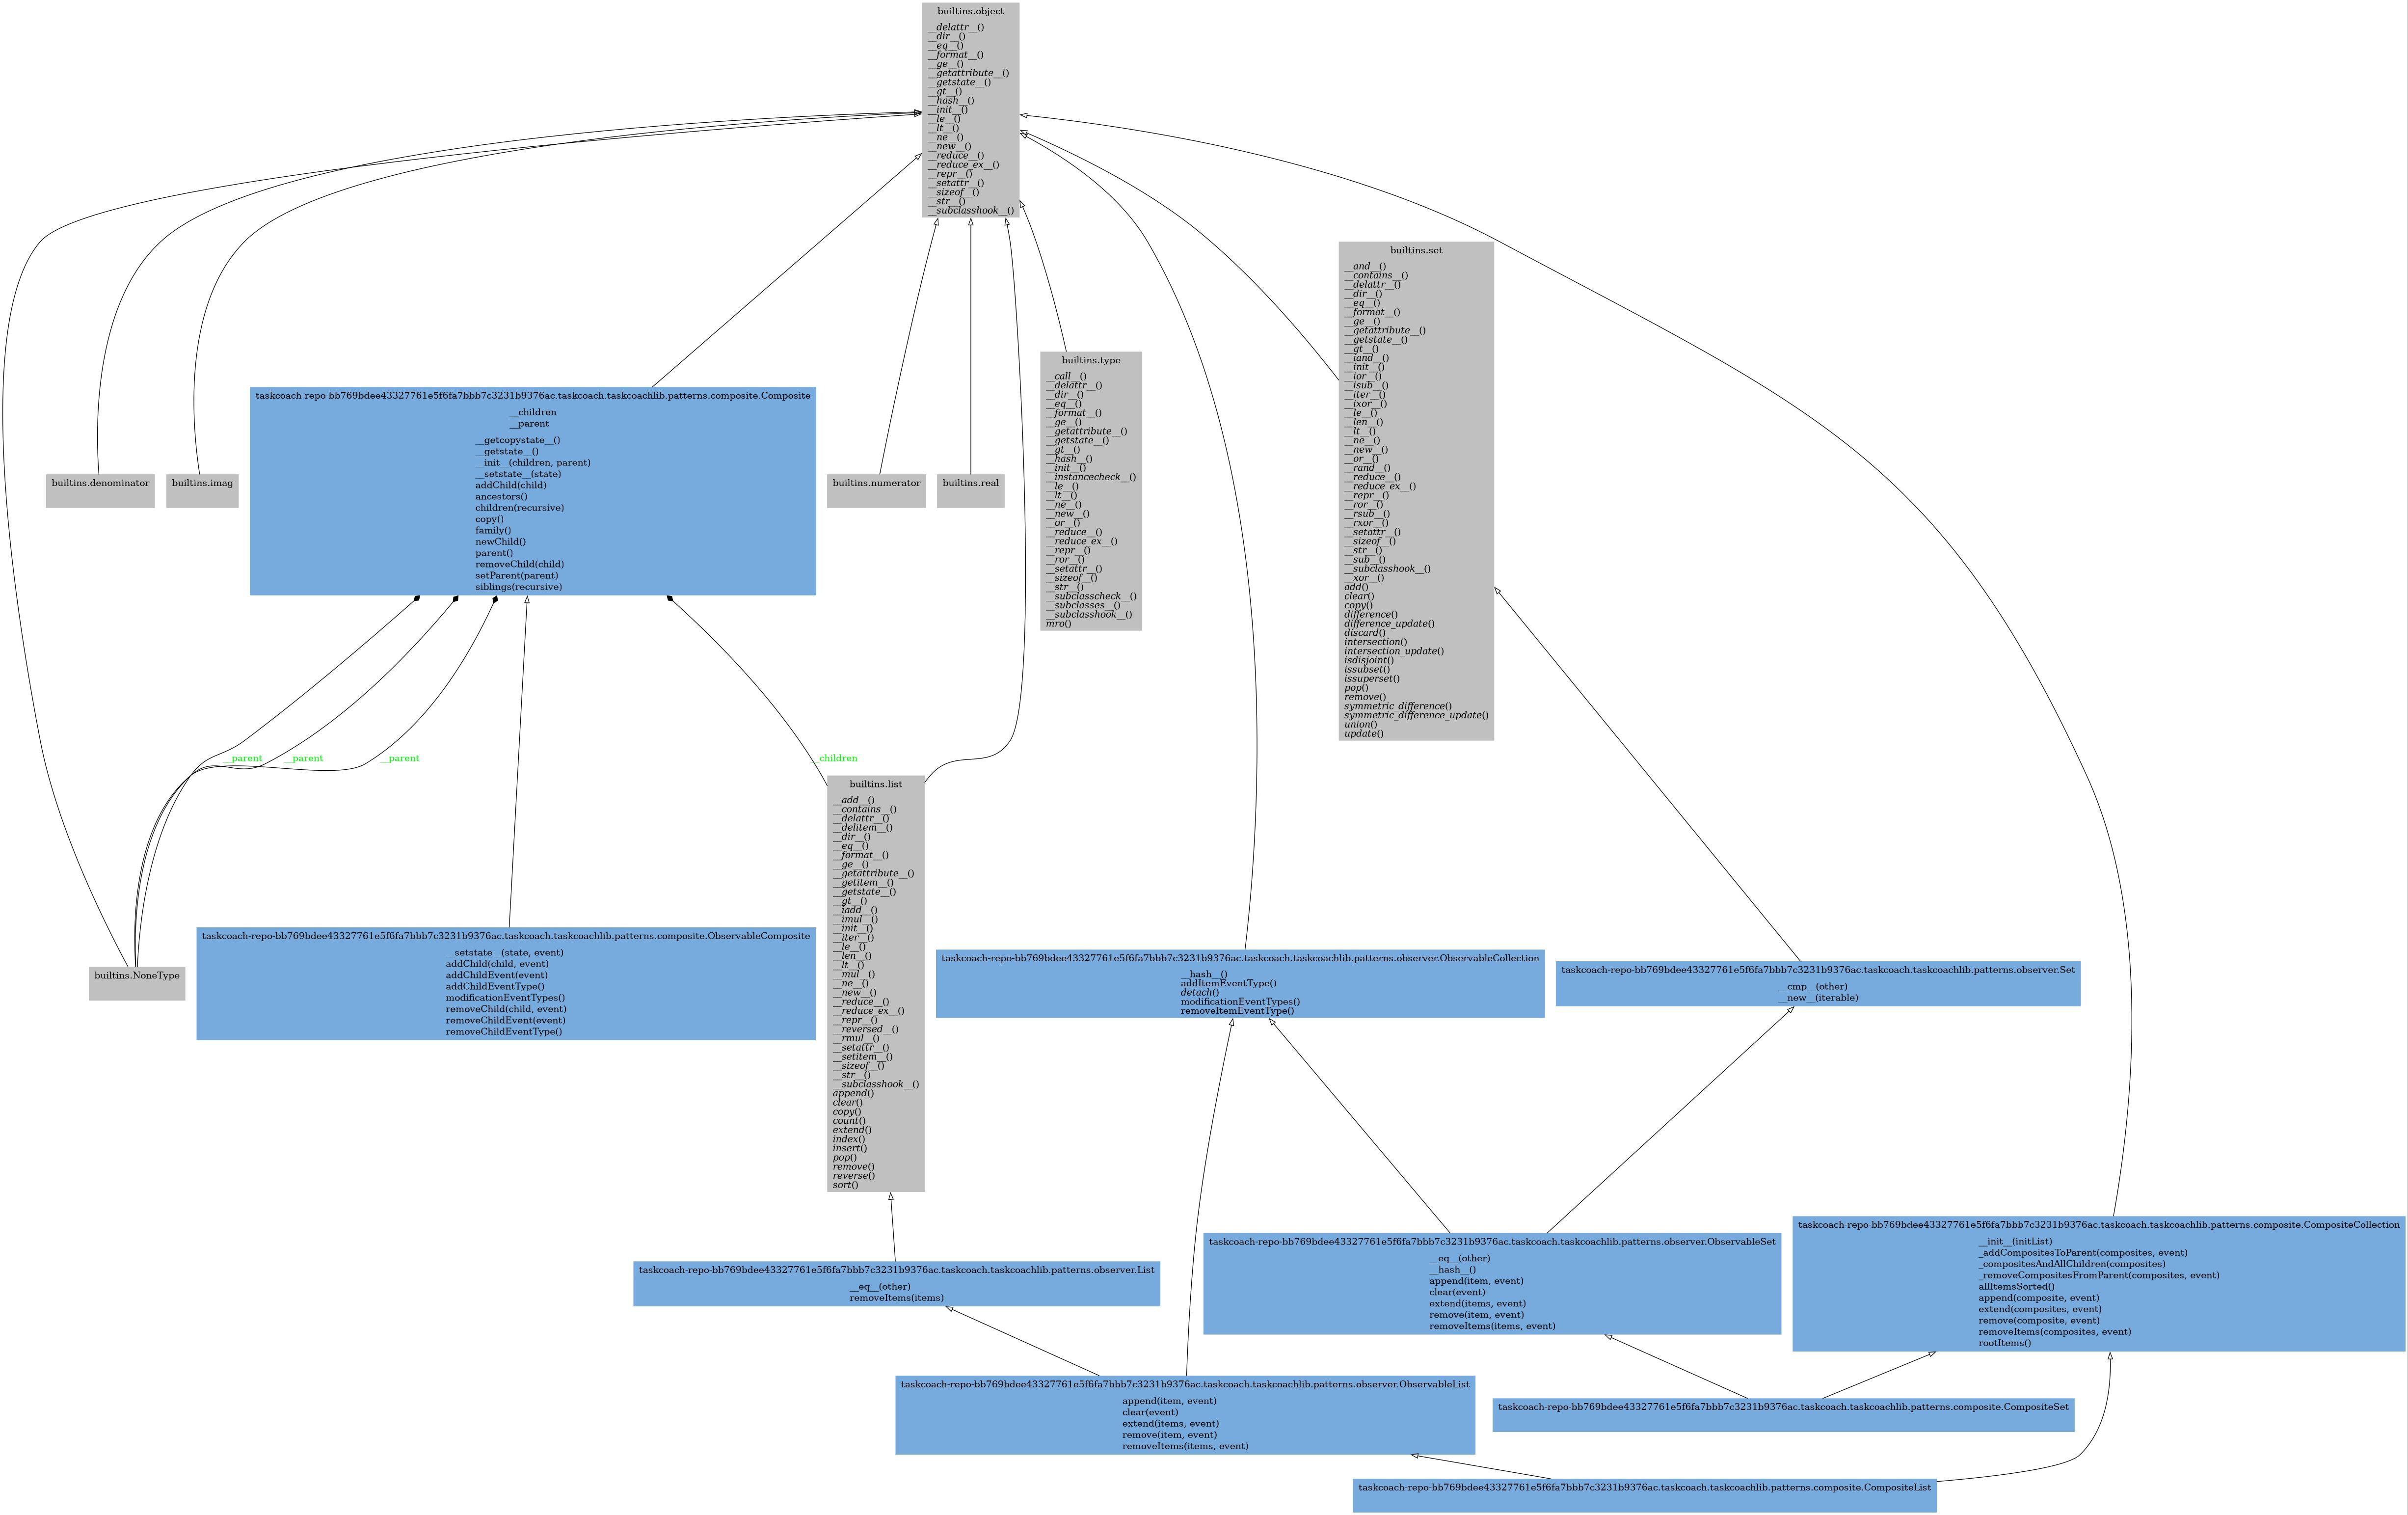 builtins.object
__delattr__()
__dir__()
__eq__()
__format__()
__ge__()
__getattribute__()
__getstate__()
__gt__()
__hash__()
__init__()
__le__()
__lt__()
__ne__()
__new__()
__reduce__()
__reduce_ex__()
__repr__()
__setattr__()
__sizeof__()
__str__()
__subclasshook__()
builtins.set
__and__()
__contains__()
__delattr__()
__dir__()
__eq__()
__format__()
__ge__()
__getattribute__()
__getstate__()
__gt__()
__iand__()
__init__()
__ior__()
__isub__()
__iter__()
__ixor__()
__le__()
__len__()
__lt__()
__ne__()
__new__()
__or__()
__rand__()
__reduce__()
__reduce_ex__()
__repr__()
__ror__()
__rsub__()
__rxor__()
__setattr__()
__sizeof__()
__str__()
__sub__()
__subclasshook__()
__xor__()
add()
clear()
copy()
difference()
difference_update()
discard()
intersection()
intersection_update()
isdisjoint()
issubset()
issuperset()
pop()
remove()
symmetric_difference()
symmetric_difference_update()
union()
update()
builtins.type
__call__()
__delattr__()
__dir__()
__eq__()
__format__()
__ge__()
__getattribute__()
__getstate__()
__gt__()
__hash__()
__init__()
__instancecheck__()
__le__()
__lt__()
__ne__()
__new__()
__or__()
__reduce__()
__reduce_ex__()
__repr__()
__ror__()
__setattr__()
__sizeof__()
__str__()
__subclasscheck__()
__subclasses__()
__subclasshook__()
mro()
taskcoach-repo-bb769bdee43327761e5f6fa7bbb7c3231b9376ac.taskcoach.taskcoachlib.patterns.composite.Composite
__children
__parent
__getcopystate__()
__getstate__()
__init__(children, parent)
__setstate__(state)
addChild(child)
ancestors()
children(recursive)
copy()
family()
newChild()
parent()
removeChild(child)
setParent(parent)
siblings(recursive)
builtins.denominator
builtins.imag
builtins.numerator
builtins.real
__parent
__parent
__parent
__children
builtins.list
__add__()
__contains__()
__delattr__()
__delitem__()
__dir__()
__eq__()
__format__()
__ge__()
__getattribute__()
__getitem__()
__getstate__()
__gt__()
__iadd__()
__imul__()
__init__()
__iter__()
__le__()
__len__()
__lt__()
__mul__()
__ne__()
__new__()
__reduce__()
__reduce_ex__()
__repr__()
__reversed__()
__rmul__()
__setattr__()
__setitem__()
__sizeof__()
__str__()
__subclasshook__()
append()
clear()
copy()
count()
extend()
index()
insert()
pop()
remove()
reverse()
sort()
builtins.NoneType
taskcoach-repo-bb769bdee43327761e5f6fa7bbb7c3231b9376ac.taskcoach.taskcoachlib.patterns.composite.ObservableComposite
__setstate__(state, event)
addChild(child, event)
addChildEvent(event)
addChildEventType()
modificationEventTypes()
removeChild(child, event)
removeChildEvent(event)
removeChildEventType()
taskcoach-repo-bb769bdee43327761e5f6fa7bbb7c3231b9376ac.taskcoach.taskcoachlib.patterns.observer.ObservableCollection
__hash__()
addItemEventType()
detach()
modificationEventTypes()
removeItemEventType()
taskcoach-repo-bb769bdee43327761e5f6fa7bbb7c3231b9376ac.taskcoach.taskcoachlib.patterns.observer.Set
__cmp__(other)
__new__(iterable)
taskcoach-repo-bb769bdee43327761e5f6fa7bbb7c3231b9376ac.taskcoach.taskcoachlib.patterns.observer.List
__eq__(other)
removeItems(items)
taskcoach-repo-bb769bdee43327761e5f6fa7bbb7c3231b9376ac.taskcoach.taskcoachlib.patterns.observer.ObservableSet
__eq__(other)
__hash__()
append(item, event)
clear(event)
extend(items, event)
remove(item, event)
removeItems(items, event)
taskcoach-repo-bb769bdee43327761e5f6fa7bbb7c3231b9376ac.taskcoach.taskcoachlib.patterns.composite.CompositeCollection
__init__(initList)
_addCompositesToParent(composites, event)
_compositesAndAllChildren(composites)
_removeCompositesFromParent(composites, event)
allItemsSorted()
append(composite, event)
extend(composites, event)
remove(composite, event)
removeItems(composites, event)
rootItems()
taskcoach-repo-bb769bdee43327761e5f6fa7bbb7c3231b9376ac.taskcoach.taskcoachlib.patterns.observer.ObservableList
append(item, event)
clear(event)
extend(items, event)
remove(item, event)
removeItems(items, event)
taskcoach-repo-bb769bdee43327761e5f6fa7bbb7c3231b9376ac.taskcoach.taskcoachlib.patterns.composite.CompositeSet
taskcoach-repo-bb769bdee43327761e5f6fa7bbb7c3231b9376ac.taskcoach.taskcoachlib.patterns.composite.CompositeList